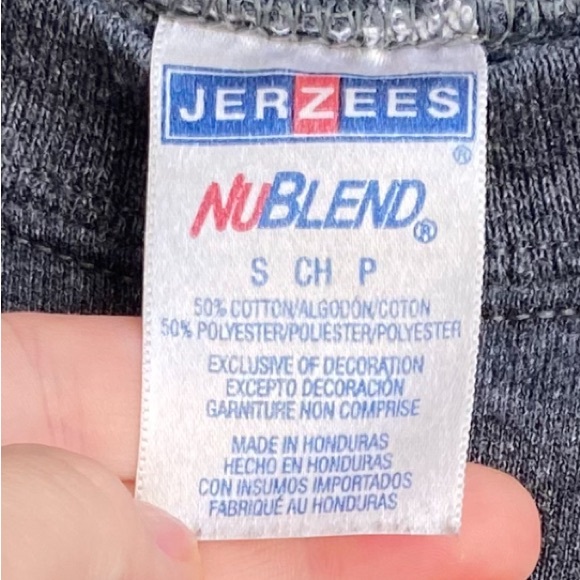 JERZEES
®
NUBLEND®
S CH P
50% COTTON/ALGODÓN/COTON
50% POLYESTER/POLIÉSTER/POLYESTER
EXCLUSIVE OF DECORATION
EXCEPTO DECORACIÓN
GARNITURE NON COMPRISE
MADE IN HONDURAS
HECHO EN HONDURAS
CON INSUMOS IMPORTADOS
FABRIQUÉ AU HONDURAS